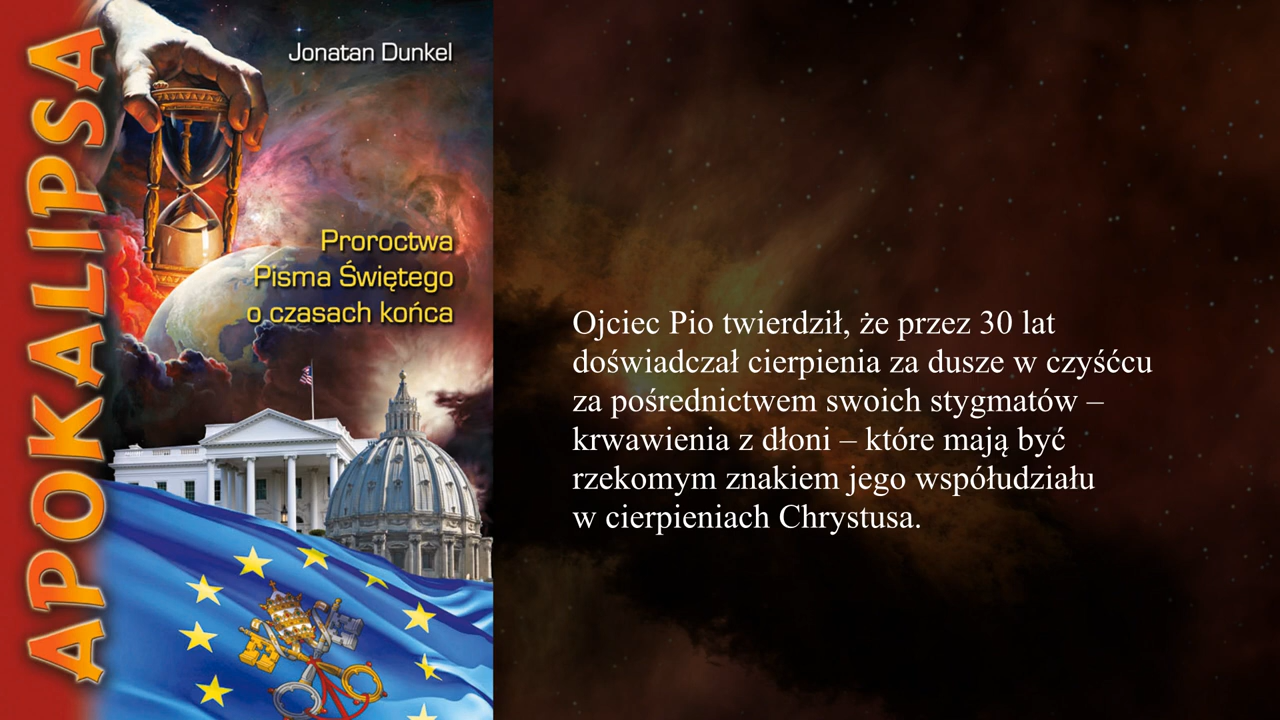 APOKALIPSA
Jonatan Dunkel
Proroctwa
Pisma Świętego
o czasach końca
Ojciec Pio twierdził, że przez 30 lat
doświadczał cierpienia za dusze w czyśćcu
za pośrednictwem swoich stygmatów –
krwawienia z dłoni – które mają być
rzekomym znakiem jego współudziału
w cierpieniach Chrystusa.